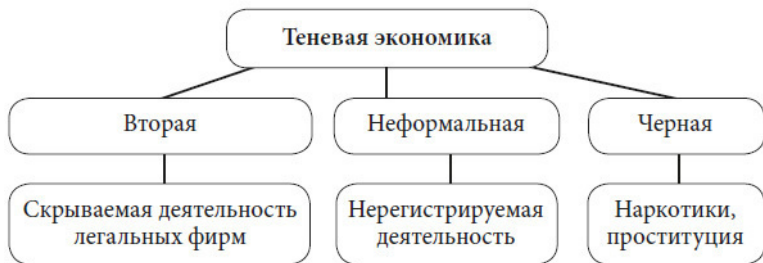 Теневая экономика
Вторая
Неформальная
Черная
Скрываемая деятельность
легальных фирм
Нерегистрируемая
деятельность
Наркотики,
проституция